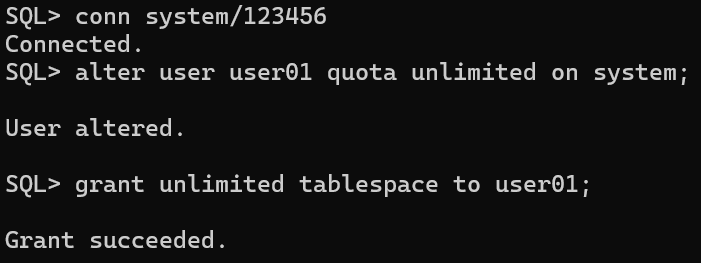 SQL> conn system/123456
Connected.
SQL> alter user user01 quota unlimited on system;
User altered.
SQL> grant unlimited tablespace to user01;
Grant succeeded.